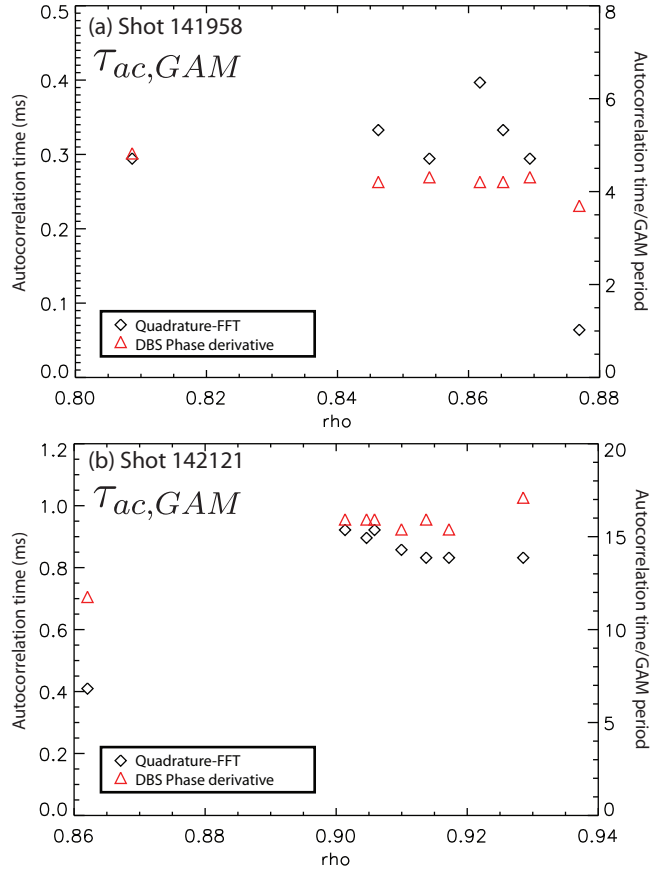 (a) Shot 141958
τac,GAM
Autocorrelation time (ms)
0.5
0.4
0.3
0.2
0.1
0.0
8
6
4
2
0
Autocorrelation time/GAM period
Quadrature-FFT
DBS Phase derivative
0.80 0.82 0.84 0.86 0.88
rho
(b) Shot 142121
τac,GAM
Autocorrelation time (ms)
1.2
1.0
0.8
0.6
0.4
0.2
0.0
20
15
10
5
0
Autocorrelation time/GAM period
Quadrature-FFT
DBS Phase derivative
0.86 0.88 0.90 0.92 0.94
rho